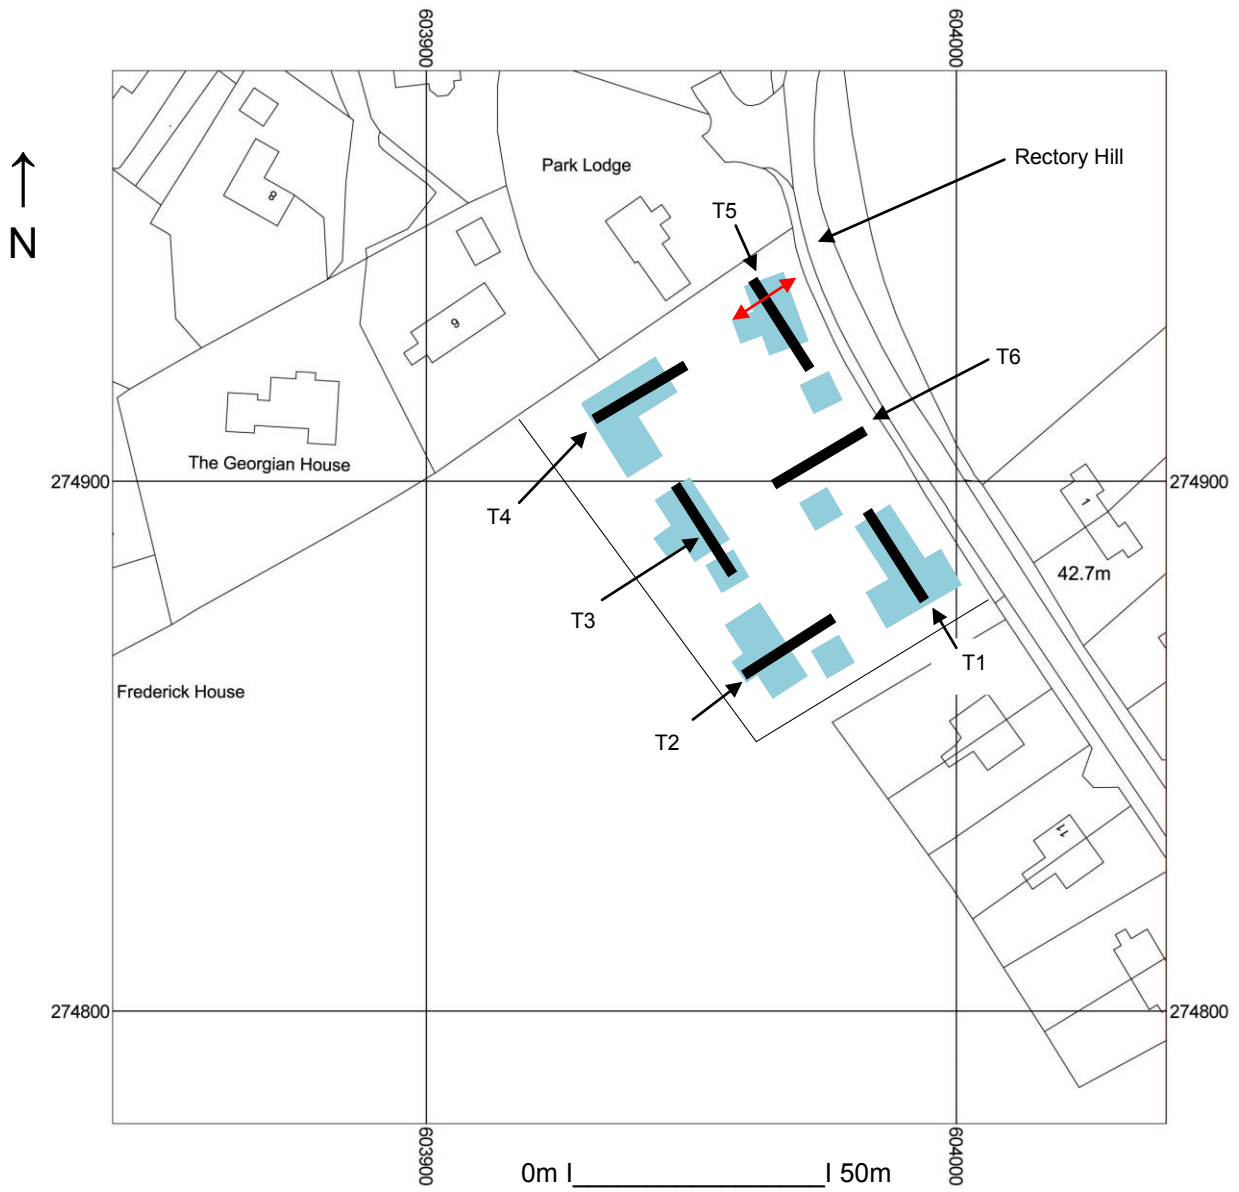 603900
604000
↑
N
Park Lodge
Rectory Hill
8
T5
9
T6
The Georgian House
274900
274900
T4
1
42.7m
T3
T1
Frederick House
T2
11
274800
274800
603900
604000
0m I___________________I 50m